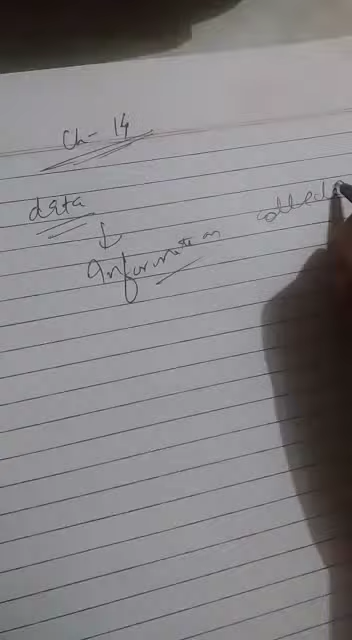 Ch - 14
data
↓
Information